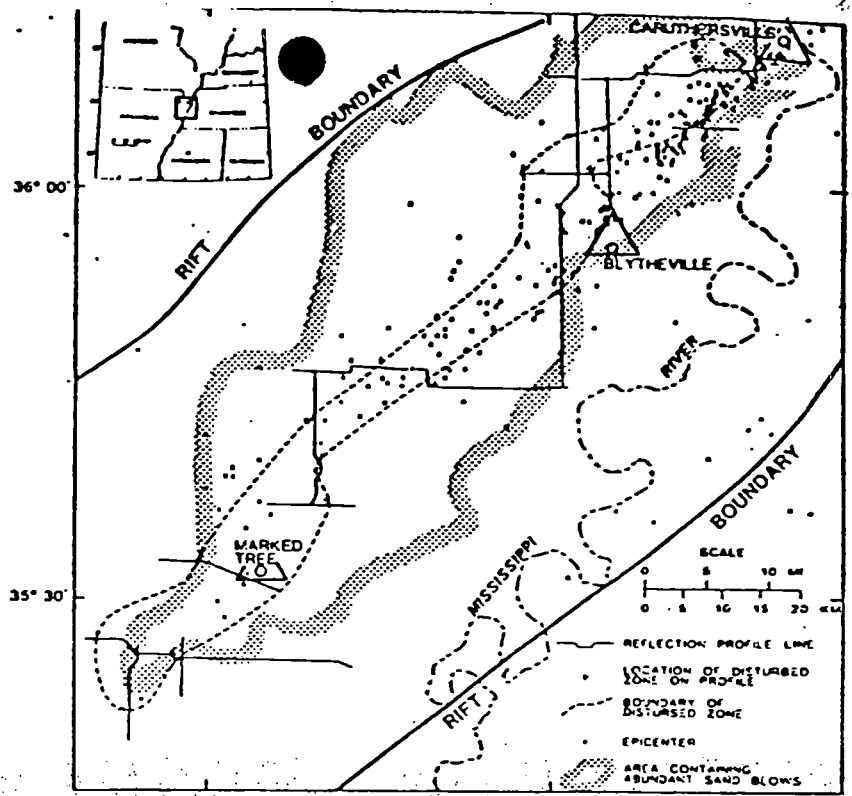 CARUTHERSVILLE
BOUNDARY
36° 00'
RIFT
BLYTHEVILLE
RIVER
BOUNDARY
MARKED
TREE
35° 30'
MISSISSIPPI
RIFT
SCALE
0 5 10 MI
0 5 10 15 20 KM
REFLECTION PROFILE LINE
LOCATION OF DISTURBED
ZONE ON PROFILE
BOUNDARY OF
DISTURSED ZONE
EPICENTER
AREA CONTAINING
ABUNDANT SAND BLOWS